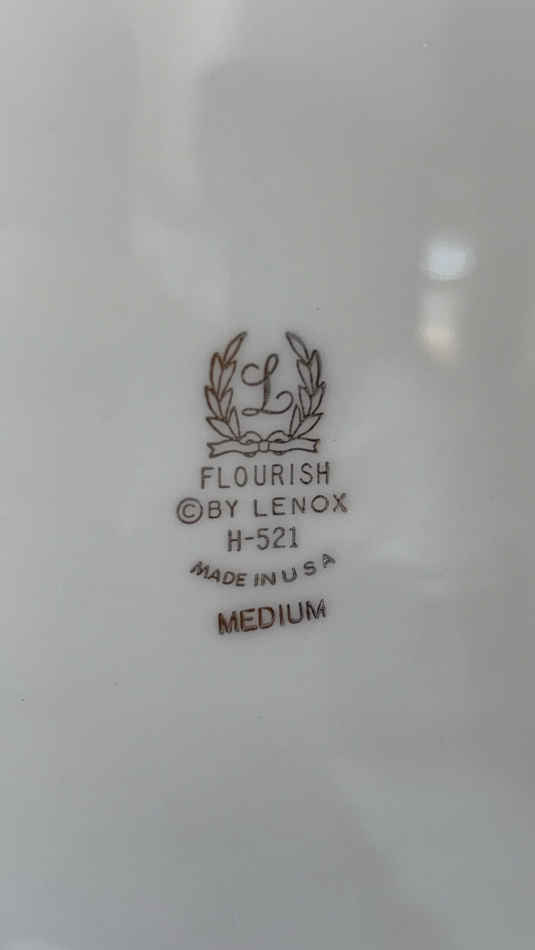 L
FLOURISH
© BY LENOX
H-521
MADE IN USA
MEDIUM